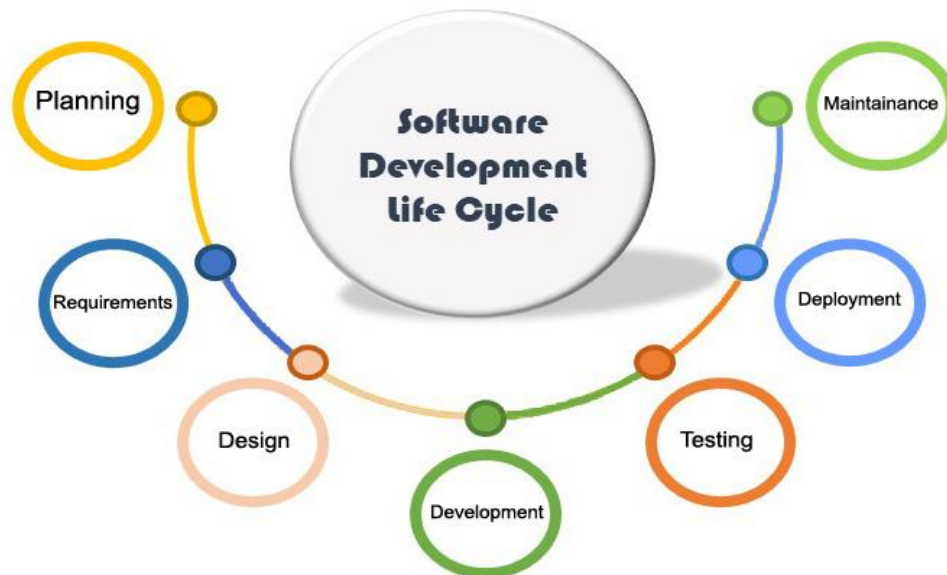 Software
Development
Life Cycle
Planning
Requirements
Design
Development
Testing
Deployment
Maintainance